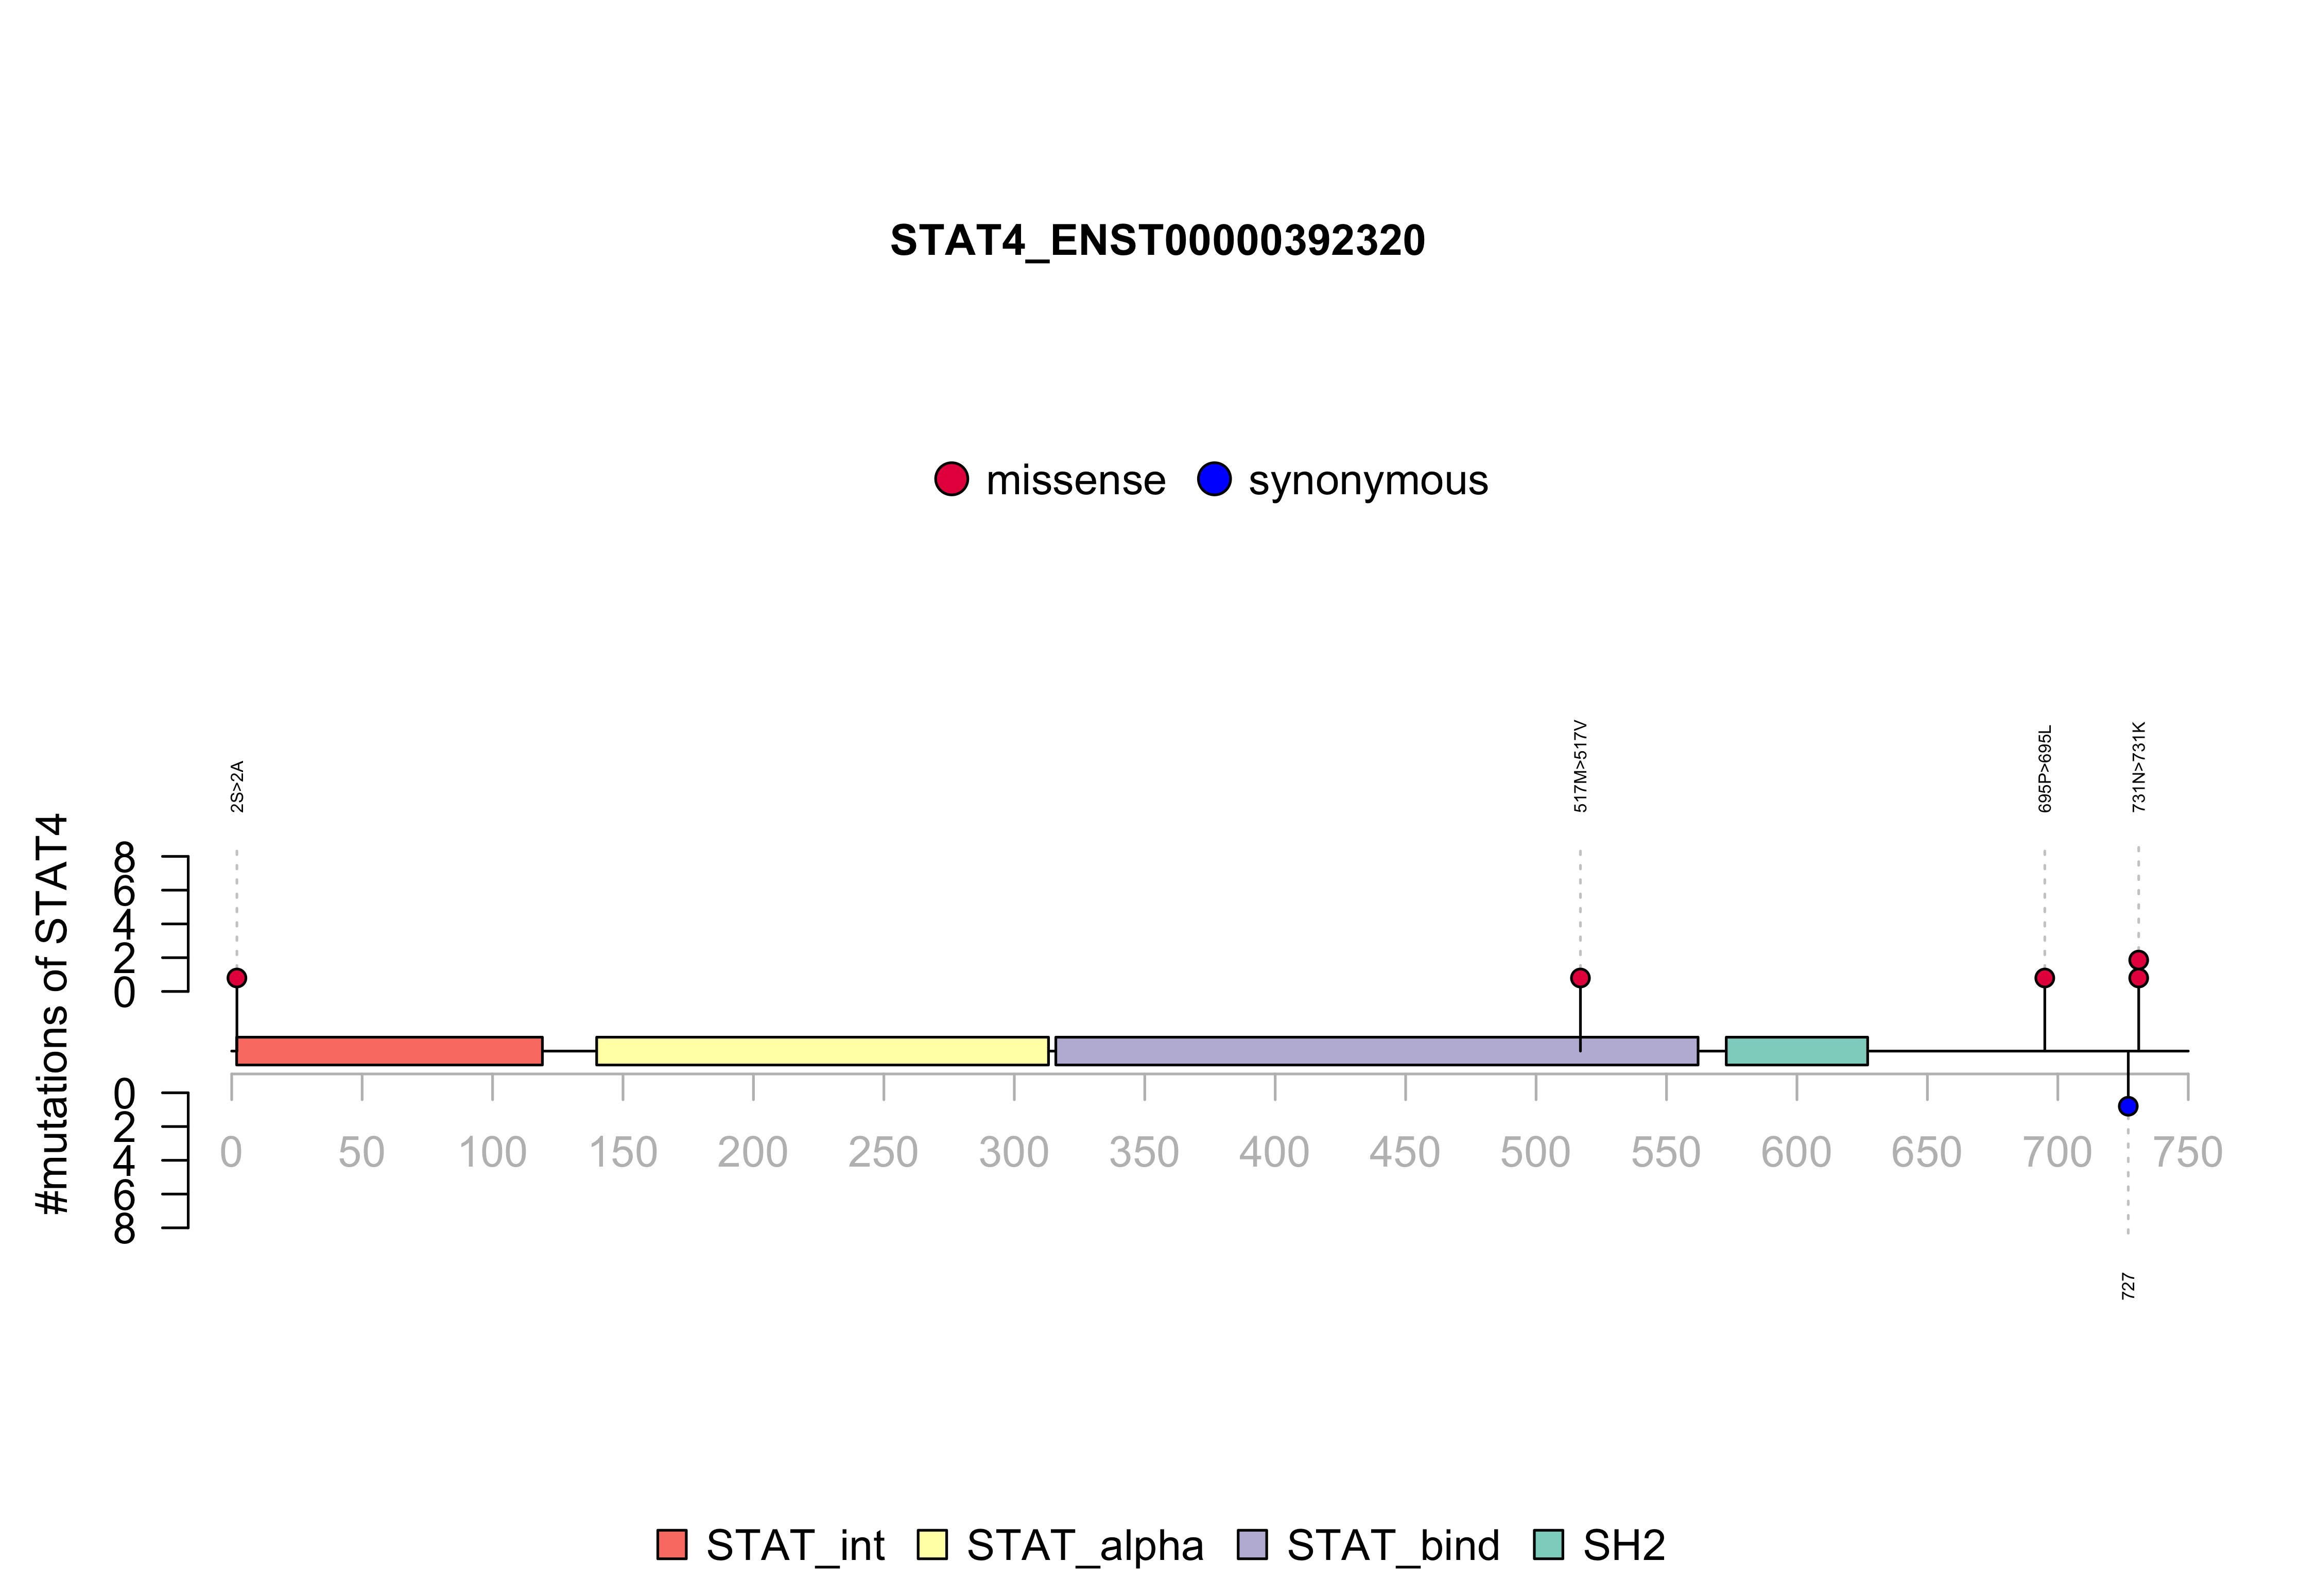 STAT4_ENST00000392320
missense synonymous
2S>2A
517M>517V
695P>695L
731N>731K
#mutations of STAT4
8
6
4
2
0
0
2
4
6
8
0 50 100 150 200 250 300 350 400 450 500 550 600 650 700 750
727
STAT_int STAT_alpha STAT_bind SH2